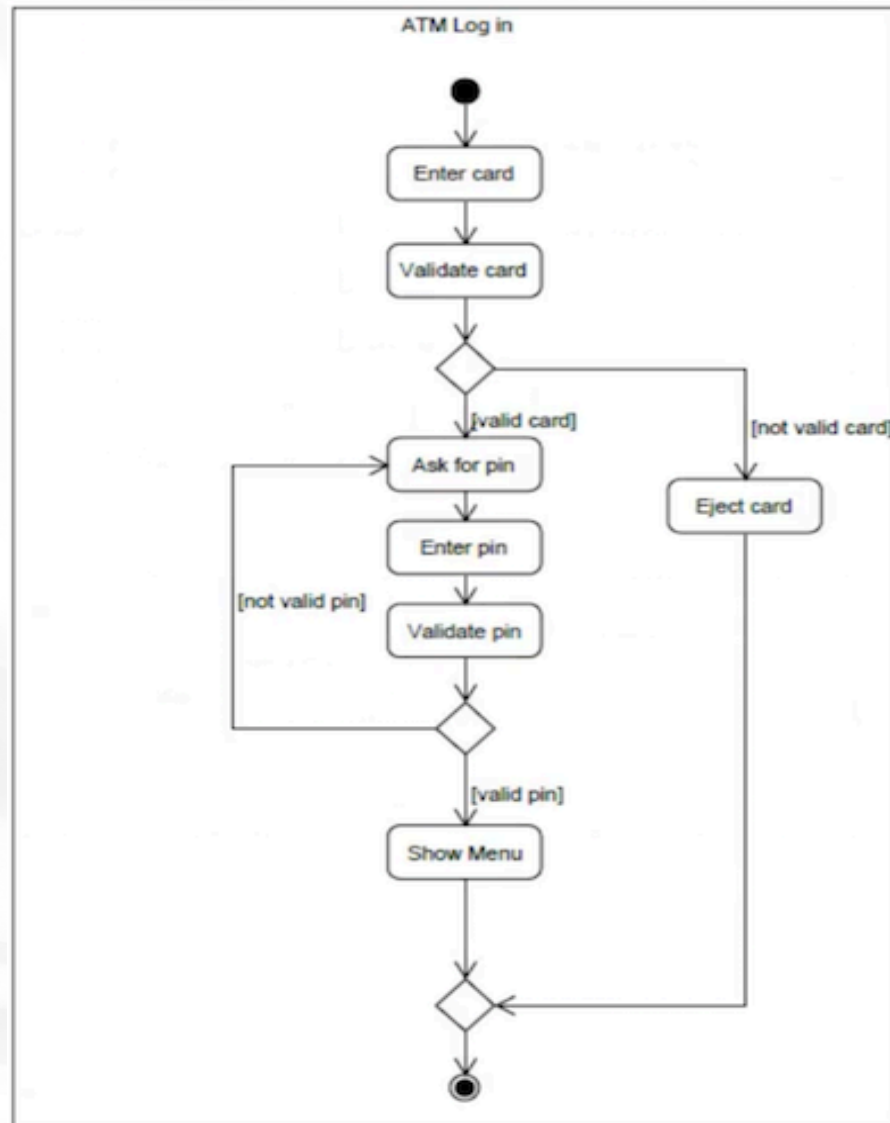 ATM Log in
Enter card
Validate card
[valid card]
[not valid card]
Ask for pin
Eject card
Enter pin
[not valid pin]
Validate pin
[valid pin]
Show Menu